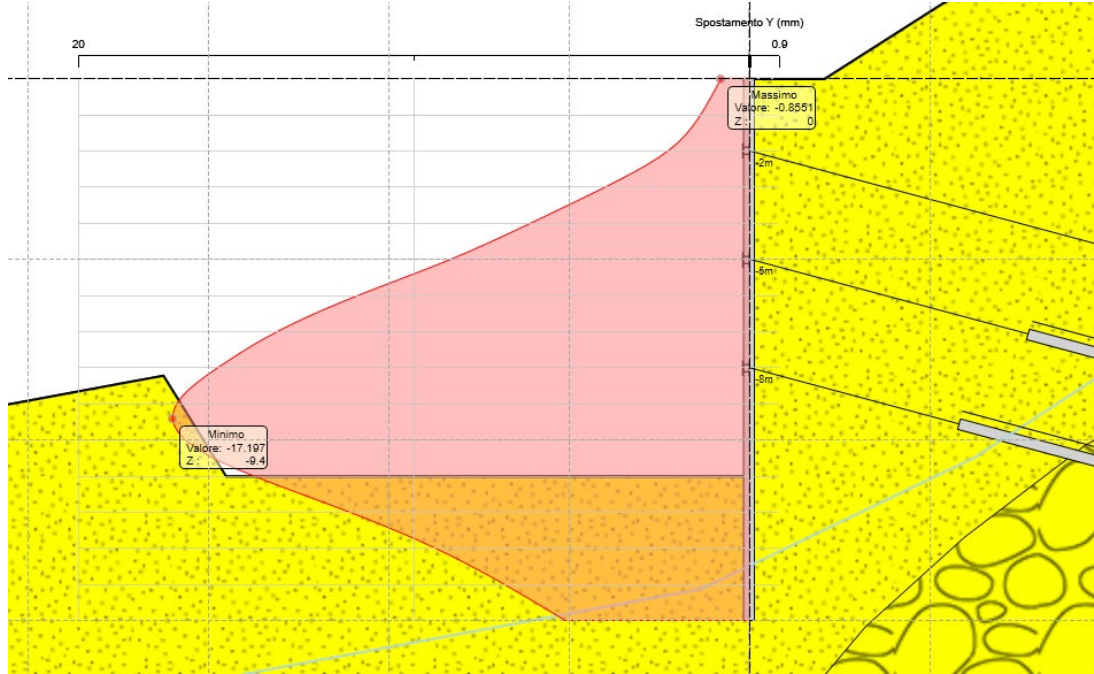 Spostamento Y (mm)
20
0.9
Massimo
Valore: -0.8551
Z : 0
-2m
-5m
-8m
Minimo
Valore: -17.197
Z : -9.4